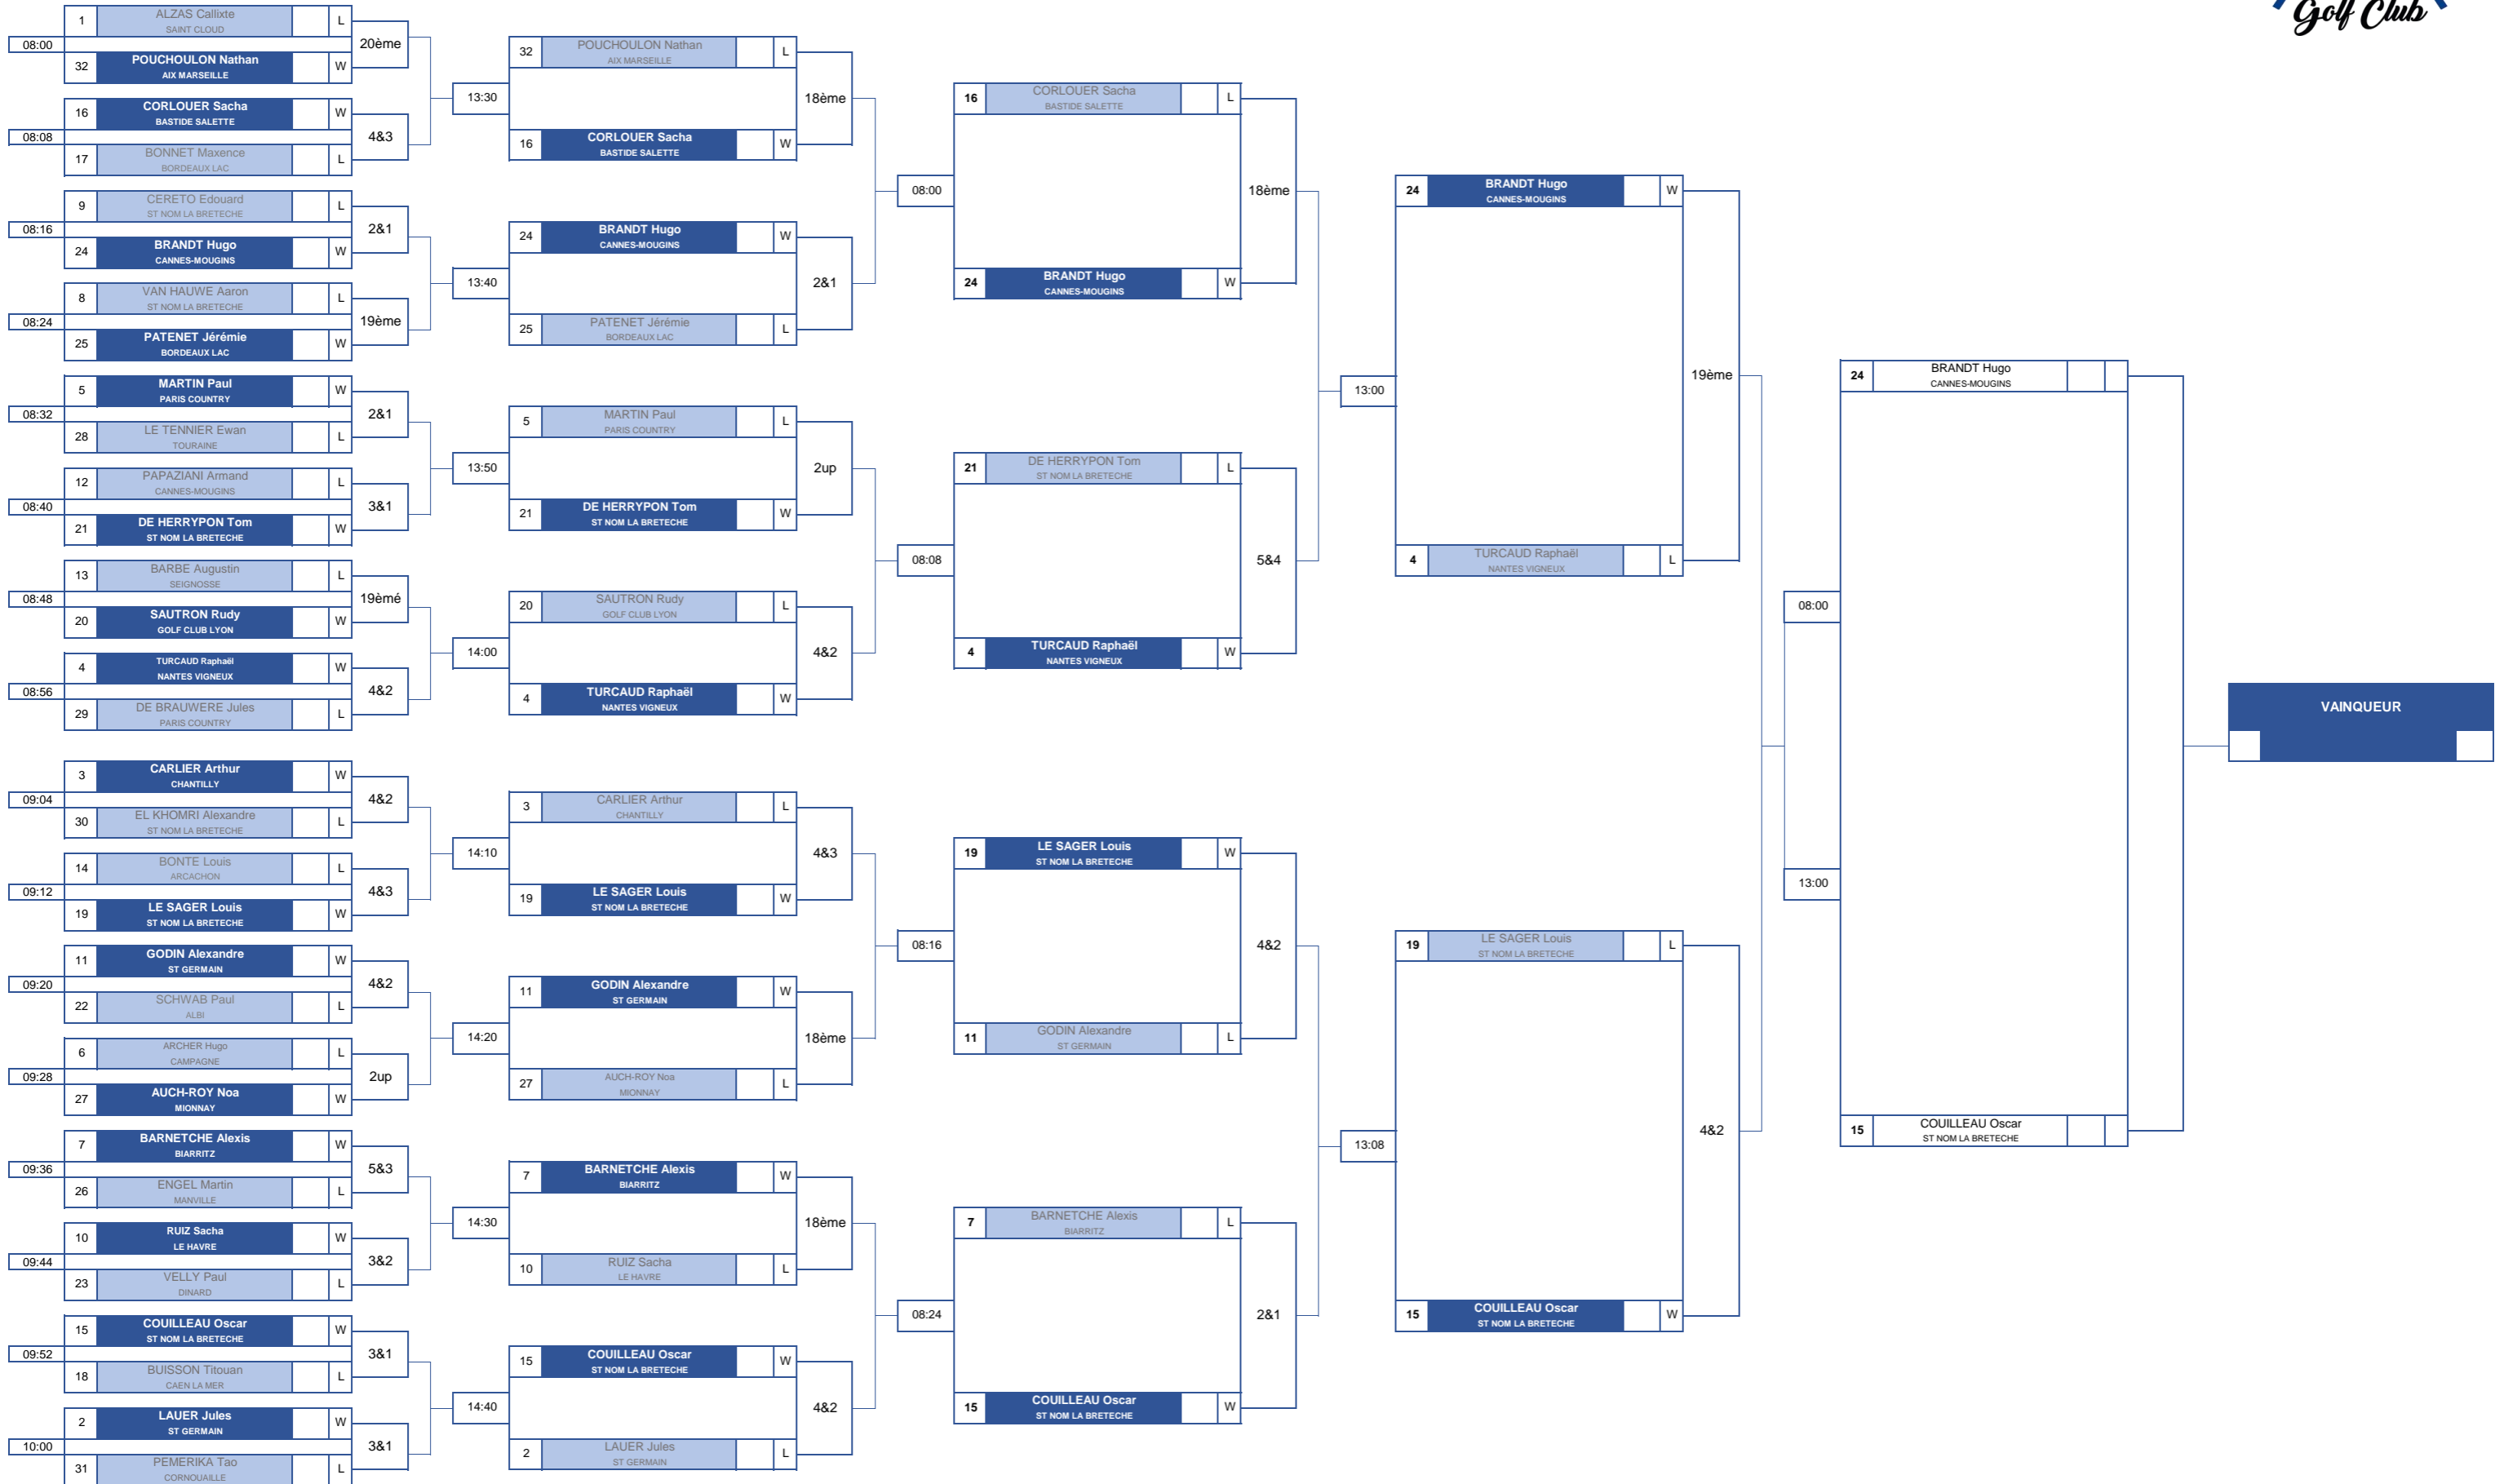 Golf Club
1 ALZAS Callixte L
SAINT CLOUD
08:00 20ème
32 POUCHOULON Nathan W
AIX MARSEILLE
16 CORLOUER Sacha W
BASTIDE SALETTE
08:08 4&3
17 BONNET Maxence L
BORDEAUX LAC
9 CERETO Edouard L
ST NOM LA BRETECHE
08:16 2&1
24 BRANDT Hugo W
CANNES-MOUGINS
8 VAN HAUWE Aaron L
ST NOM LA BRETECHE
08:24 19ème
25 PATENET Jérémie W
BORDEAUX LAC
5 MARTIN Paul W
PARIS COUNTRY
08:32 2&1
28 LE TENNIER Ewan L
TOURAINE
12 PAPAZIANI Armand L
CANNES-MOUGINS
08:40 3&1
21 DE HERRYPON Tom W
ST NOM LA BRETECHE
13 BARBE Augustin L
SEIGNOSSE
08:48 19èmé
20 SAUTRON Rudy W
GOLF CLUB LYON
4 TURCAUD Raphaël W
NANTES VIGNEUX
08:56 4&2
29 DE BRAUWERE Jules L
PARIS COUNTRY
3 CARLIER Arthur W
CHANTILLY
09:04 4&2
30 EL KHOMRI Alexandre L
ST NOM LA BRETECHE
14 BONTE Louis L
ARCACHON
09:12 4&3
19 LE SAGER Louis W
ST NOM LA BRETECHE
11 GODIN Alexandre W
ST GERMAIN
09:20 4&2
22 SCHWAB Paul L
ALBI
6 ARCHER Hugo L
CAMPAGNE
09:28 2up
27 AUCH-ROY Noa W
MIONNAY
7 BARNETCHE Alexis W
BIARRITZ
09:36 5&3
26 ENGEL Martin L
MANVILLE
10 RUIZ Sacha W
LE HAVRE
09:44 3&2
23 VELLY Paul L
DINARD
15 COUILLEAU Oscar W
ST NOM LA BRETECHE
09:52 3&1
18 BUISSON Titouan L
CAEN LA MER
2 LAUER Jules W
ST GERMAIN
10:00 3&1
31 PEMERIKA Tao L
CORNOUAILLE
32 POUCHOULON Nathan L
AIX MARSEILLE
13:30 18ème
16 CORLOUER Sacha W
BASTIDE SALETTE
24 BRANDT Hugo W
CANNES-MOUGINS
13:40 2&1
25 PATENET Jérémie L
BORDEAUX LAC
5 MARTIN Paul L
PARIS COUNTRY
13:50 2up
21 DE HERRYPON Tom W
ST NOM LA BRETECHE
20 SAUTRON Rudy L
GOLF CLUB LYON
14:00 4&2
4 TURCAUD Raphaël W
NANTES VIGNEUX
3 CARLIER Arthur L
CHANTILLY
14:10 4&3
19 LE SAGER Louis W
ST NOM LA BRETECHE
11 GODIN Alexandre W
ST GERMAIN
14:20 18ème
27 AUCH-ROY Noa L
MIONNAY
7 BARNETCHE Alexis W
BIARRITZ
14:30 18ème
10 RUIZ Sacha L
LE HAVRE
15 COUILLEAU Oscar W
ST NOM LA BRETECHE
14:40 4&2
2 LAUER Jules L
ST GERMAIN
16 CORLOUER Sacha L
BASTIDE SALETTE
08:00 18ème
24 BRANDT Hugo W
CANNES-MOUGINS
21 DE HERRYPON Tom L
ST NOM LA BRETECHE
08:08 5&4
4 TURCAUD Raphaël W
NANTES VIGNEUX
19 LE SAGER Louis W
ST NOM LA BRETECHE
08:16 4&2
11 GODIN Alexandre L
ST GERMAIN
7 BARNETCHE Alexis L
BIARRITZ
08:24 2&1
15 COUILLEAU Oscar W
ST NOM LA BRETECHE
24 BRANDT Hugo W
CANNES-MOUGINS
13:00 19ème
4 TURCAUD Raphaël L
NANTES VIGNEUX
19 LE SAGER Louis L
ST NOM LA BRETECHE
13:08 4&2
15 COUILLEAU Oscar W
ST NOM LA BRETECHE
24 BRANDT Hugo
CANNES-MOUGINS
08:00
13:00
15 COUILLEAU Oscar
ST NOM LA BRETECHE
VAINQUEUR